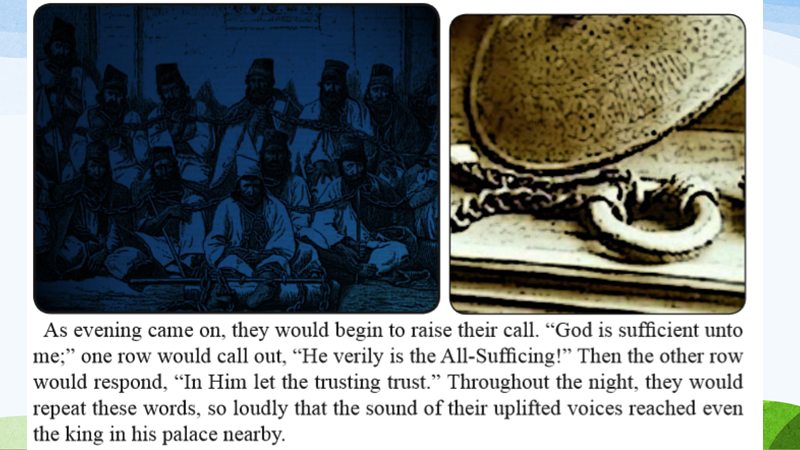 As evening came on, they would begin to raise their call. “God is sufficient unto
me;” one row would call out, “He verily is the All-Sufficing!” Then the other row
would respond, “In Him let the trusting trust.” Throughout the night, they would
repeat these words, so loudly that the sound of their uplifted voices reached even
the king in his palace nearby.